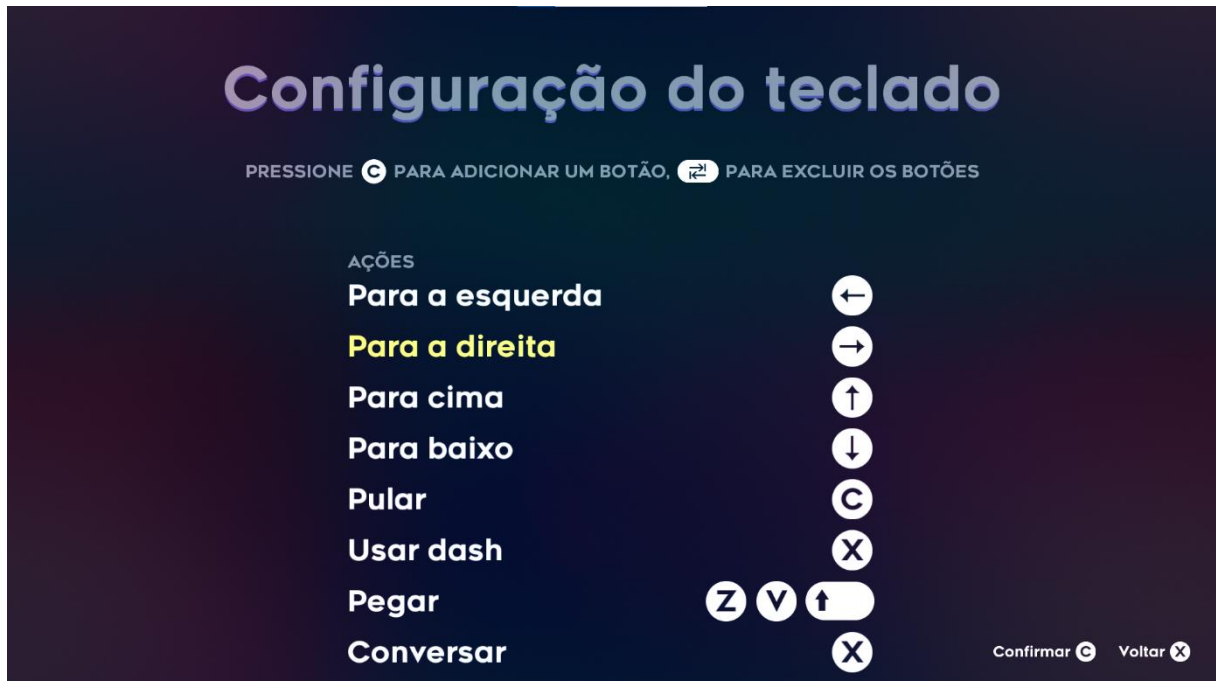 Configuração do teclado
PRESSIONE C PARA ADICIONAR UM BOTÃO, PARA EXCLUIR OS BOTÕES
AÇÕES
Para a esquerda ←
Para a direita →
Para cima ↑
Para baixo ↓
Pular C
Usar dash X
Pegar Z V ⬆
Conversar X
Confirmar C Voltar X